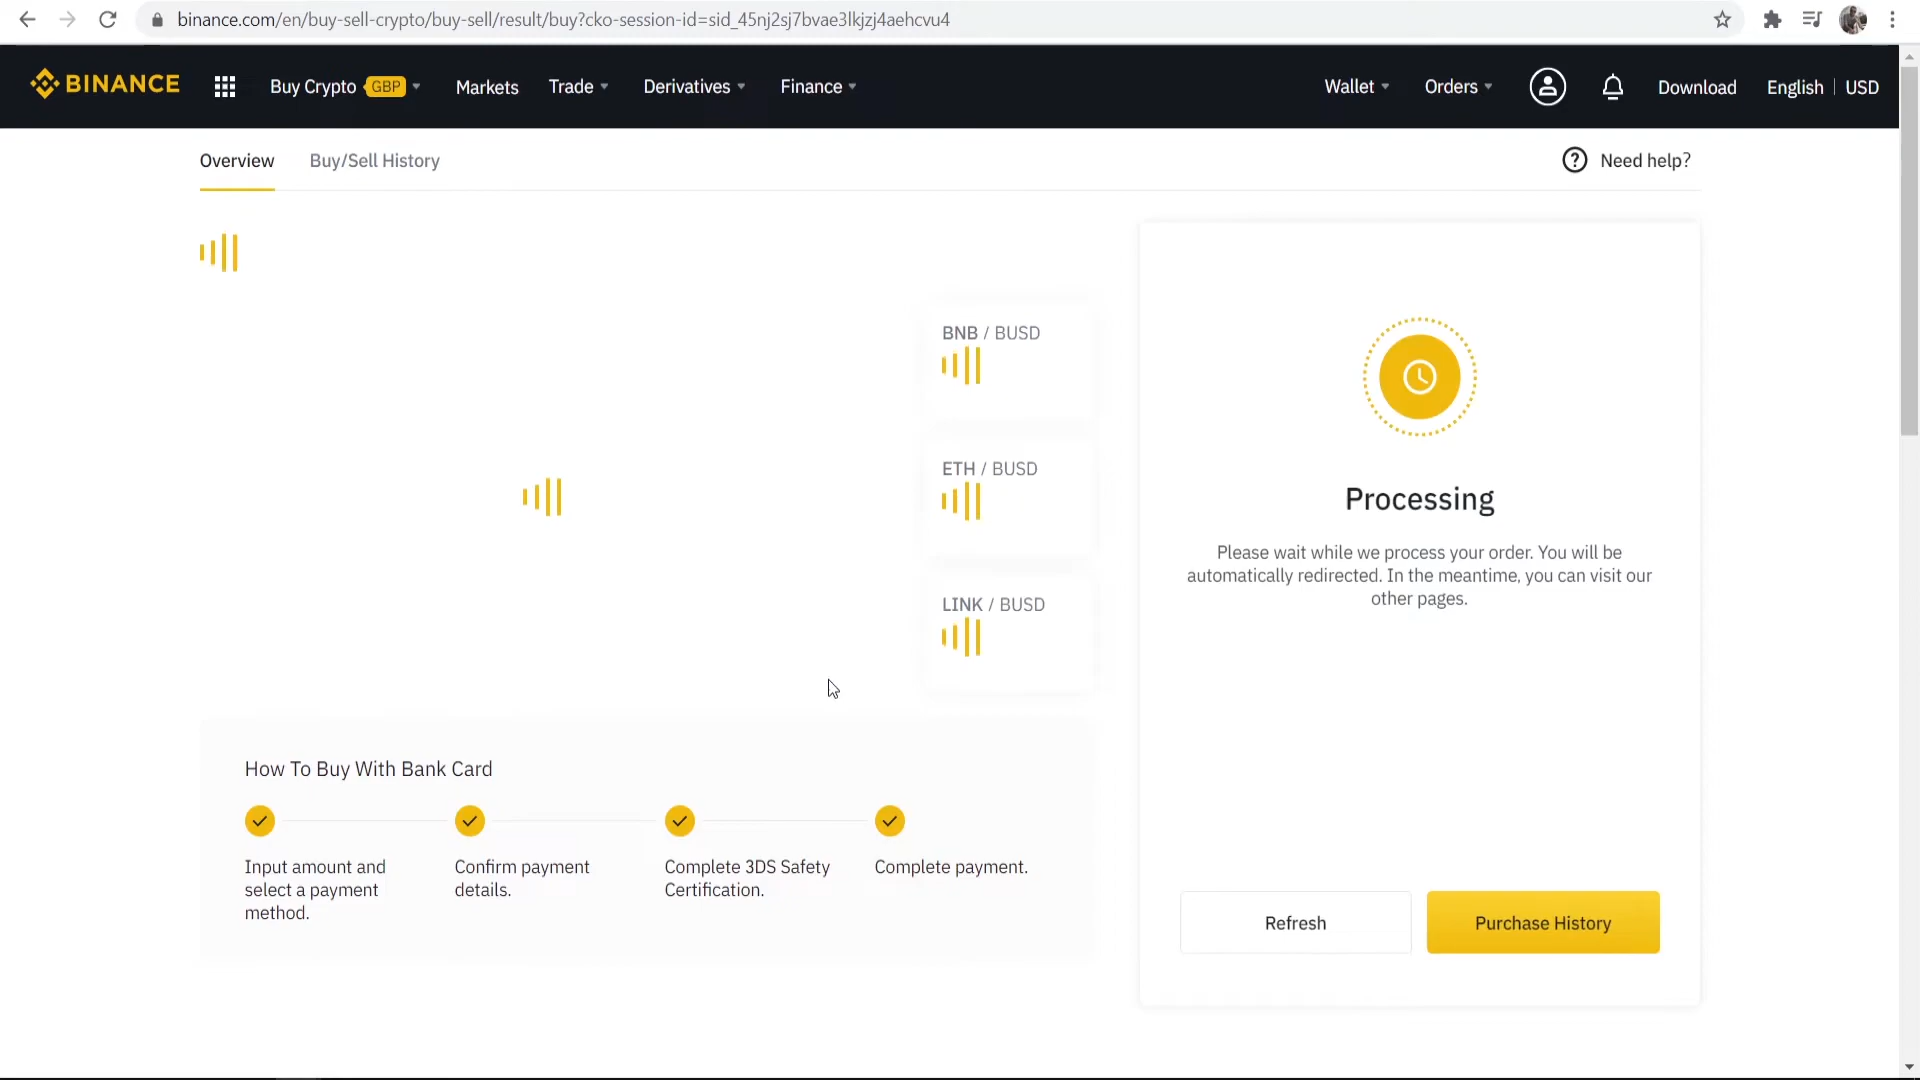 binance.com/en/buy-sell-crypto/buy-sell/result/buy?cko-session-id=sid_45nj2sj7bvae3lkjzj4aehcvu4
BINANCE
Buy Crypto GBP
Markets
Trade
Derivatives
Finance
Wallet
Orders
Download
English
USD
Overview
Buy/Sell History
Need help?
BNB / BUSD
ETH / BUSD
LINK / BUSD
Processing
Please wait while we process your order. You will be
automatically redirected. In the meantime, you can visit our
other pages.
Refresh
Purchase History
How To Buy With Bank Card
Input amount and
select a payment
method.
Confirm payment
details.
Complete 3DS Safety
Certification.
Complete payment.